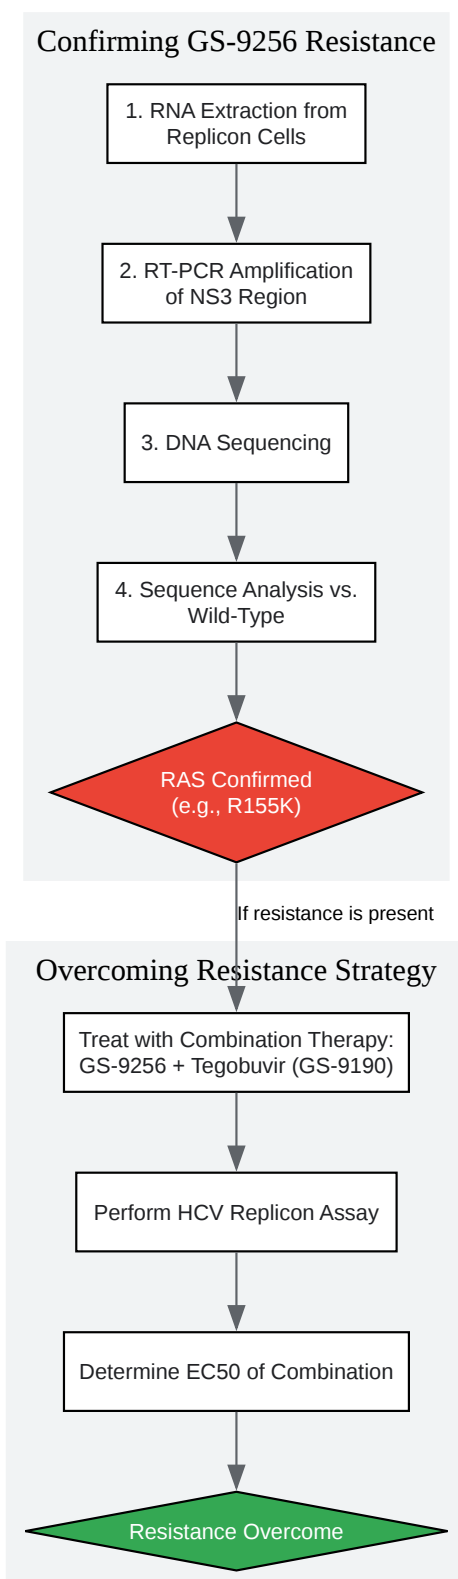 Confirming GS-9256 Resistance
1. RNA Extraction from
Replicon Cells
2. RT-PCR Amplification
of NS3 Region
3. DNA Sequencing
4. Sequence Analysis vs.
Wild-Type
RAS Confirmed
(e.g., R155K)
If resistance is present
Overcoming Resistance Strategy
Treat with Combination Therapy:
GS-9256 + Tegobuvir (GS-9190)
Perform HCV Replicon Assay
Determine EC50 of Combination
Resistance Overcome